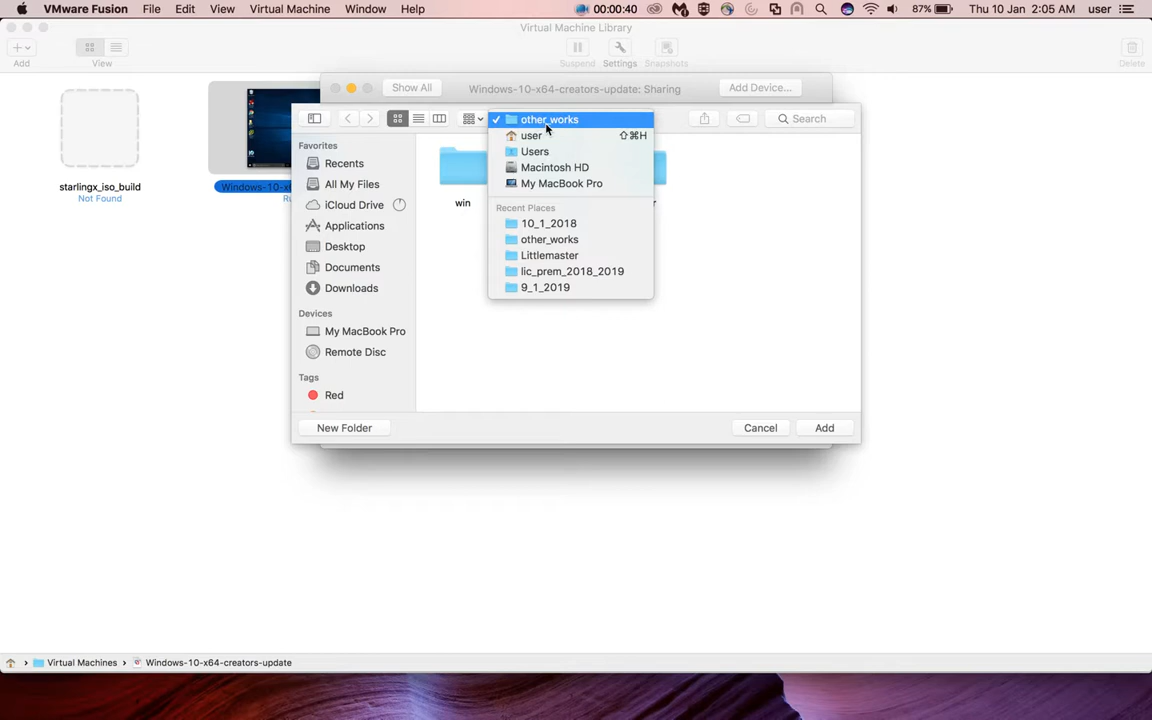 VMware Fusion File Edit View Virtual Machine Window Help 00:00:40 87% Thu 10 Jan 2:05 AM user
Virtual Machine Library
Add View Suspend Settings Snapshots Delete
Show All Windows-10-x64-creators-update: Sharing Add Device...
other_works Search
Favorites
Recents
All My Files
iCloud Drive
Applications
Desktop
Documents
Downloads
Devices
My MacBook Pro
Remote Disc
Tags
Red
user ⇧⌘H
Users
Macintosh HD
My MacBook Pro
Recent Places
10_1_2018
other_works
Littlemaster
lic_prem_2018_2019
9_1_2019
win
starlingx_iso_build
Not Found
New Folder Cancel Add
Virtual Machines Windows-10-x64-creators-update